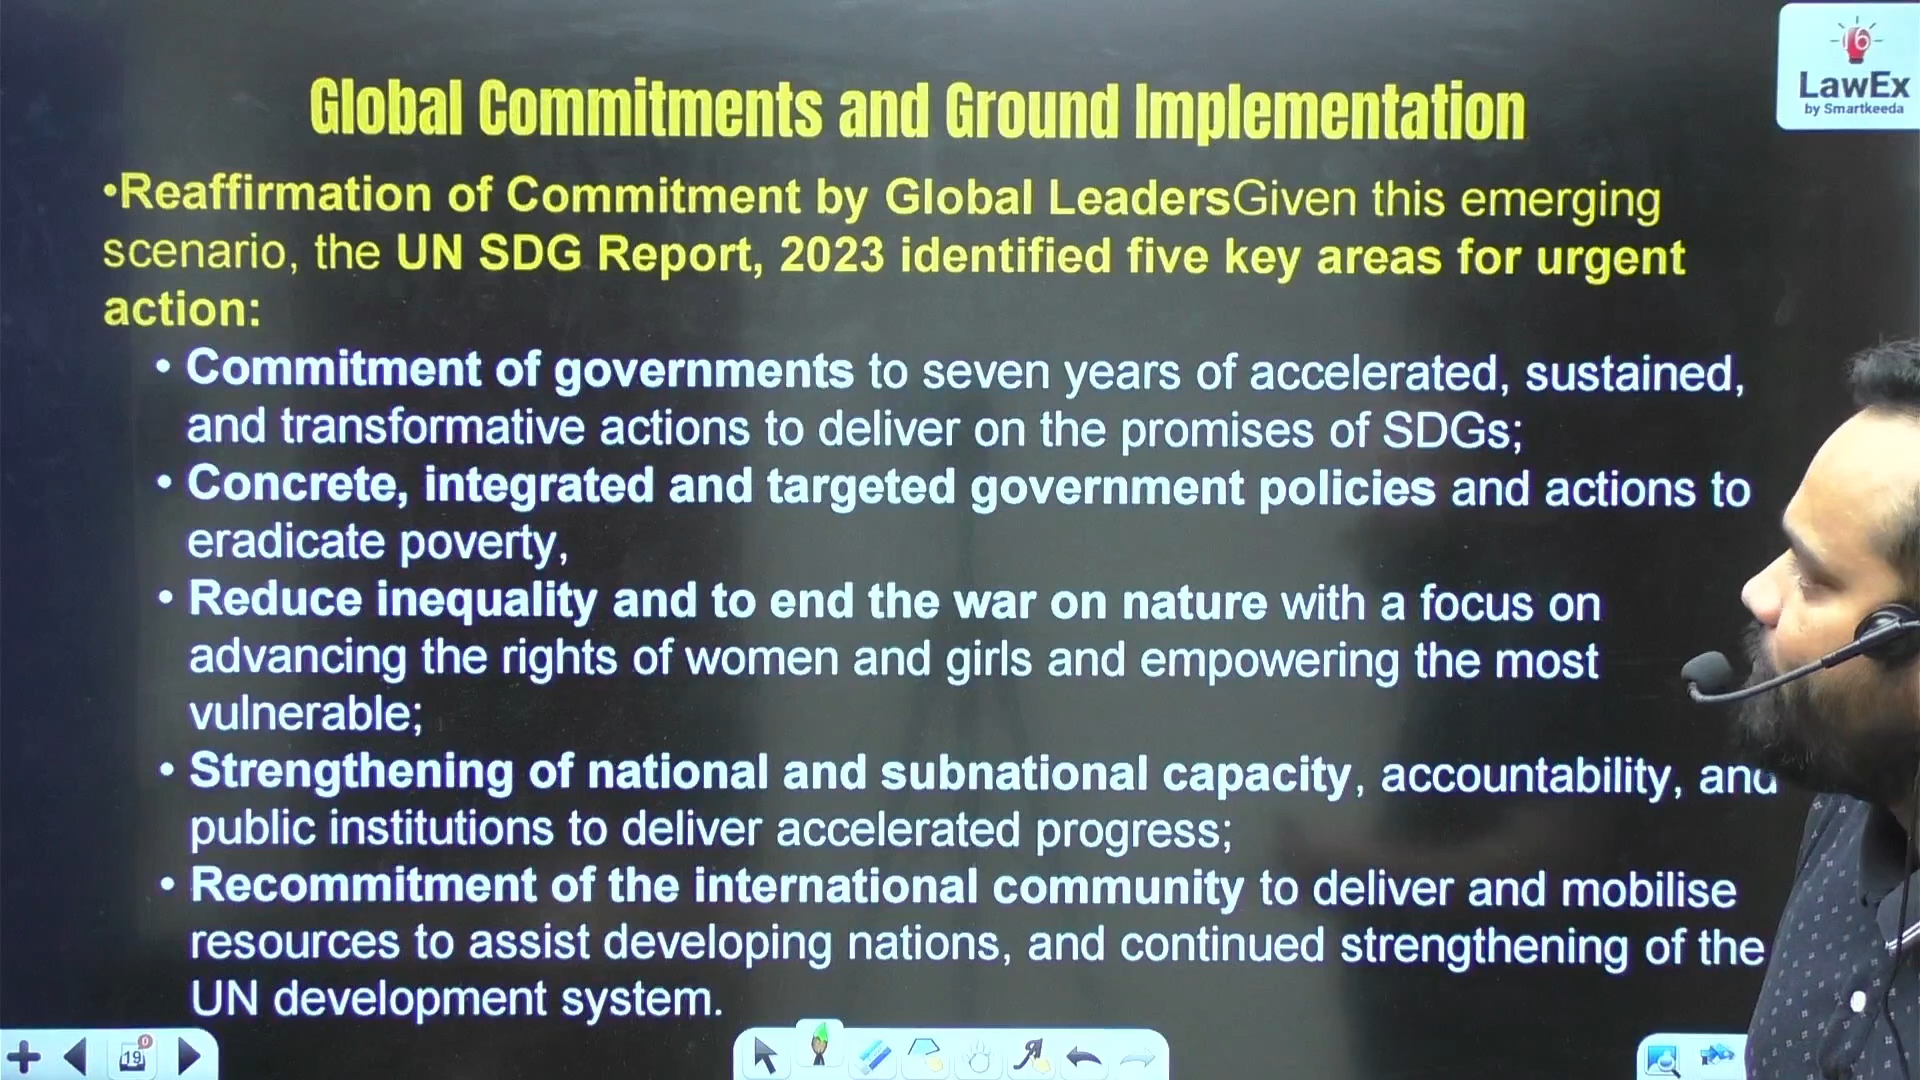 16
LawEx
by Smartkeeda
Global Commitments and Ground Implementation
•Reaffirmation of Commitment by Global LeadersGiven this emerging
scenario, the UN SDG Report, 2023 identified five key areas for urgent
action:
• Commitment of governments to seven years of accelerated, sustained,
and transformative actions to deliver on the promises of SDGs;
• Concrete, integrated and targeted government policies and actions to
eradicate poverty,
• Reduce inequality and to end the war on nature with a focus on
advancing the rights of women and girls and empowering the most
vulnerable;
• Strengthening of national and subnational capacity, accountability, and
public institutions to deliver accelerated progress;
• Recommitment of the international community to deliver and mobilise
resources to assist developing nations, and continued strengthening of the
UN development system.
19
0